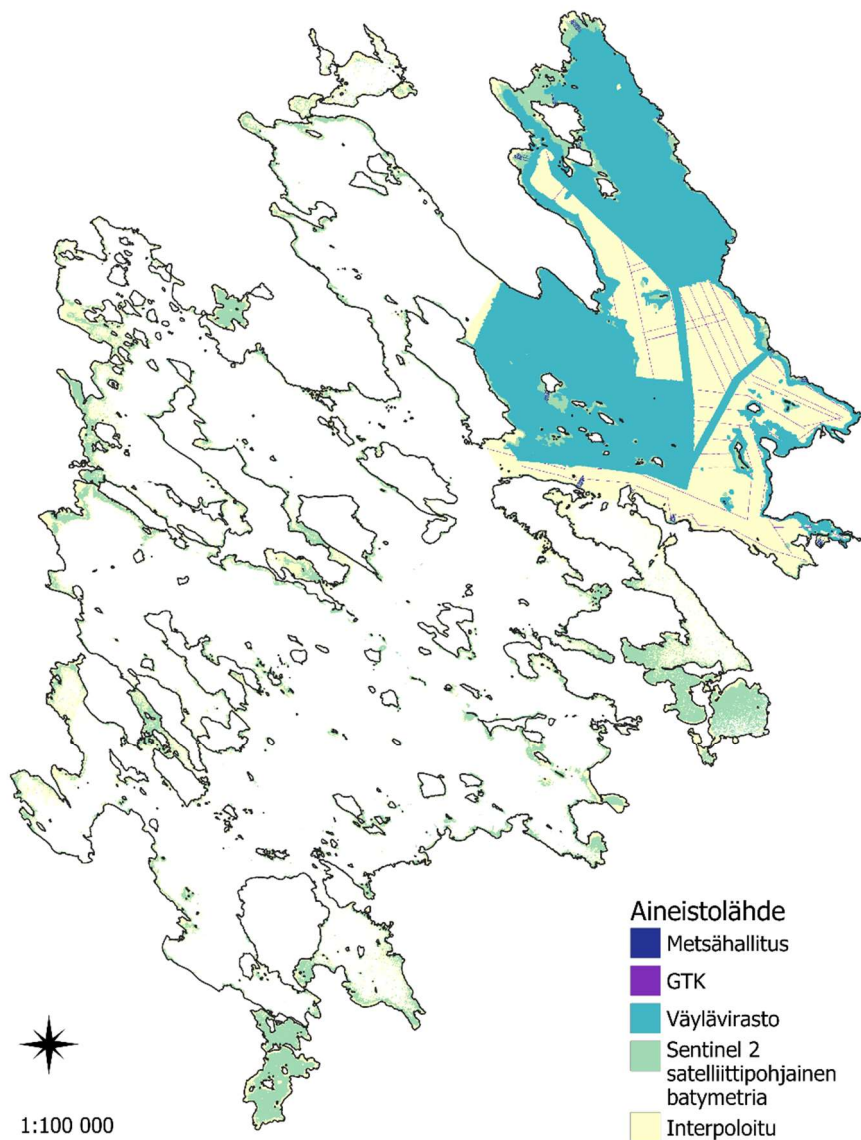 Aineistolähde
Metsähallitus
GTK
Väylävirasto
Sentinel 2
satelliittipohjainen
batymetria
Interpoloitu
1:100 000